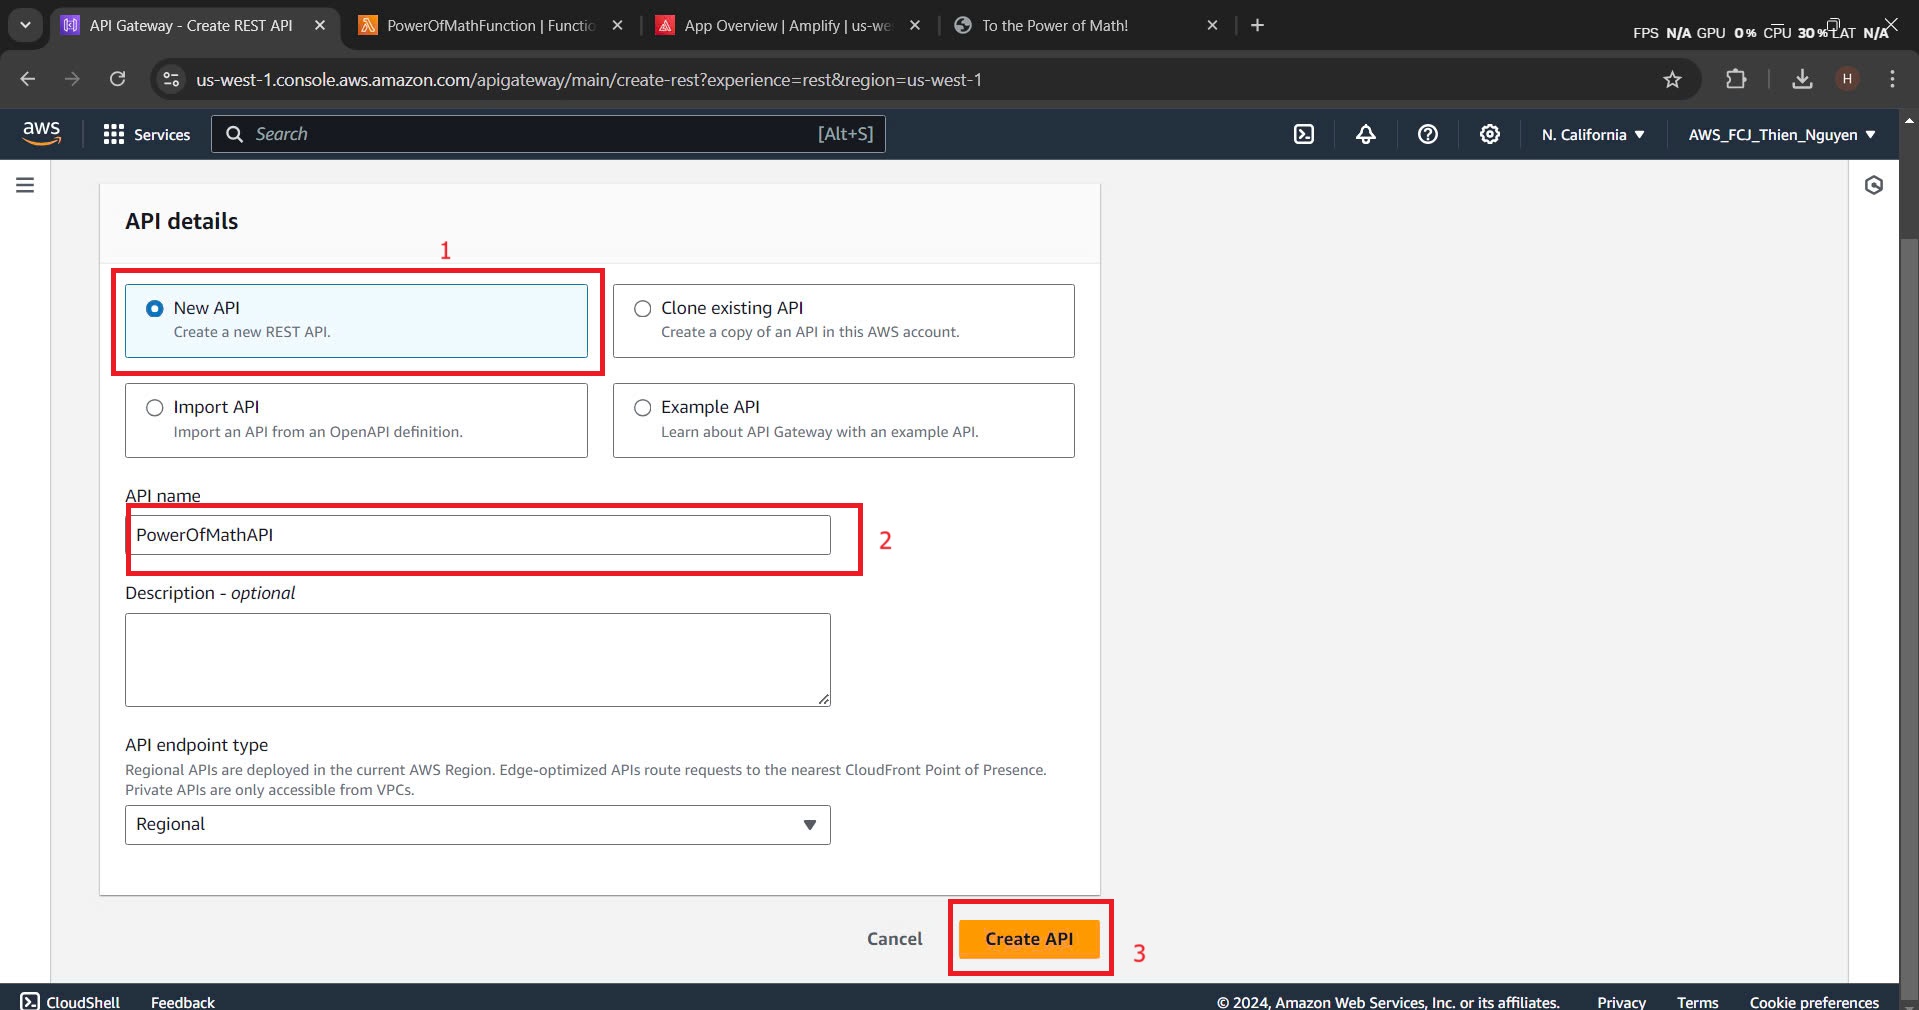 API Gateway - Create REST API
PowerOfMathFunction | Functio
App Overview | Amplify | us-we
To the Power of Math!
FPS N/A GPU 0% CPU 30% LAT N/A
us-west-1.console.aws.amazon.com/apigateway/main/create-rest?experience=rest&region=us-west-1
H
aws
Services
Search
[Alt+S]
N. California
AWS_FCJ_Thien_Nguyen
API details
1
New API
Create a new REST API.
Clone existing API
Create a copy of an API in this AWS account.
Import API
Import an API from an OpenAPI definition.
Example API
Learn about API Gateway with an example API.
API name
PowerOfMathAPI
2
Description - optional
API endpoint type
Regional APIs are deployed in the current AWS Region. Edge-optimized APIs route requests to the nearest CloudFront Point of Presence.
Private APIs are only accessible from VPCs.
Regional
Cancel
Create API
3
CloudShell
Feedback
© 2024, Amazon Web Services, Inc. or its affiliates.
Privacy
Terms
Cookie preferences